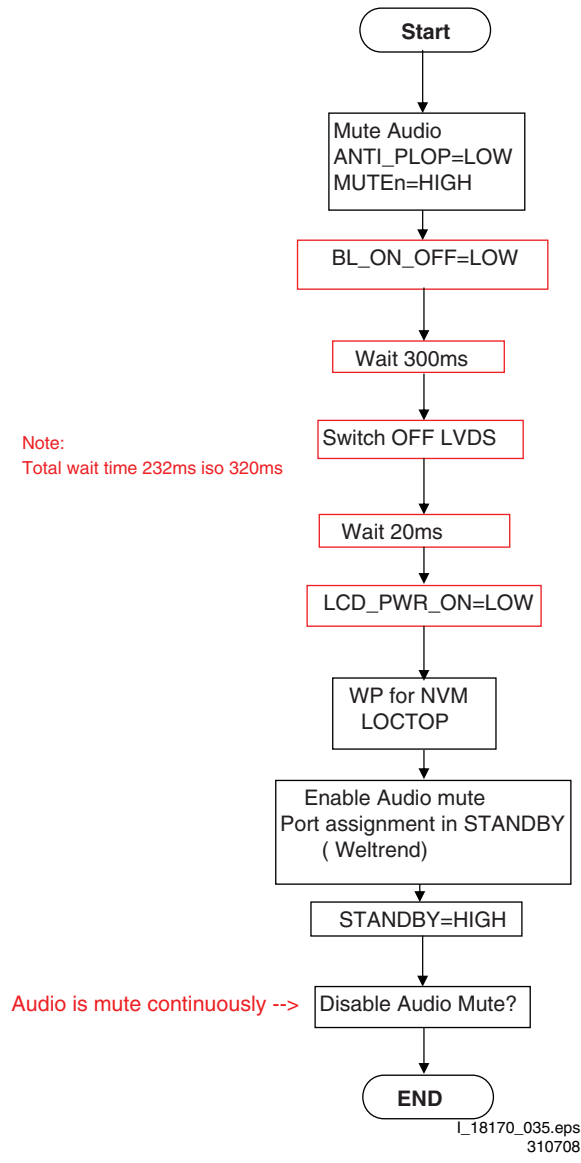 Start
Mute Audio
ANTI_PLOP=LOW
MUTEn=HIGH
BL_ON_OFF=LOW
Wait 300ms
Note:
Total wait time 232ms iso 320ms
Switch OFF LVDS
Wait 20ms
LCD_PWR_ON=LOW
WP for NVM
LOCTOP
Enable Audio mute
Port assignment in STANDBY
( Weltrend)
STANDBY=HIGH
Audio is mute continuously -->
Disable Audio Mute?
END
I_18170_035.eps
310708